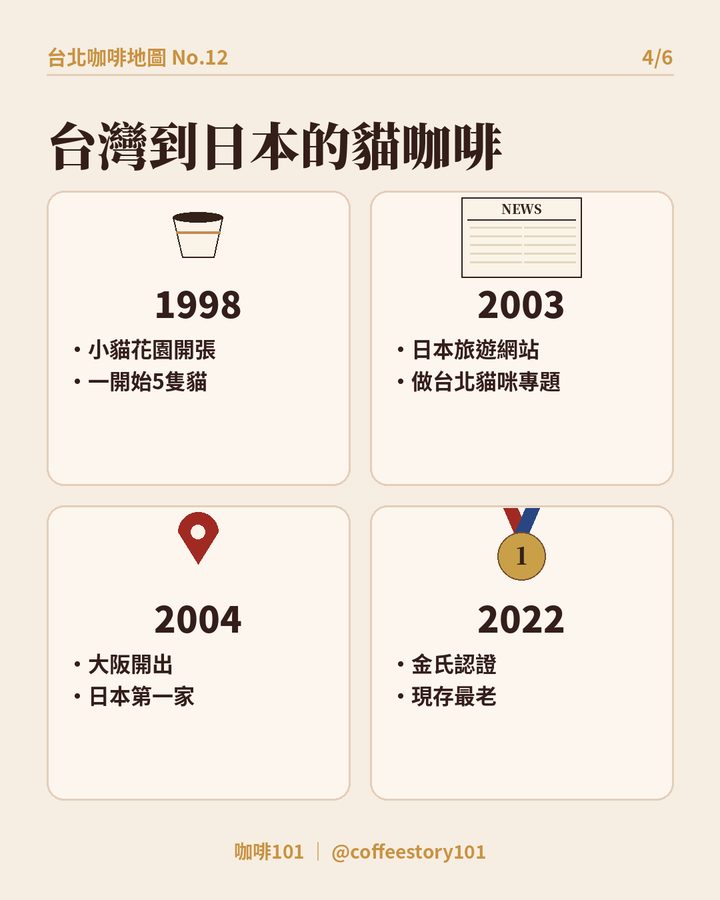 台北咖啡地圖 No.12
4/6
台灣到日本的貓咖啡
1998
・小貓花園開張
・一開始5隻貓
NEWS
2003
・日本旅遊網站
・做台北貓咪專題
2004
・大阪開出
・日本第一家
1
2022
・金氏認證
・現存最老
咖啡101｜@coffeestory101